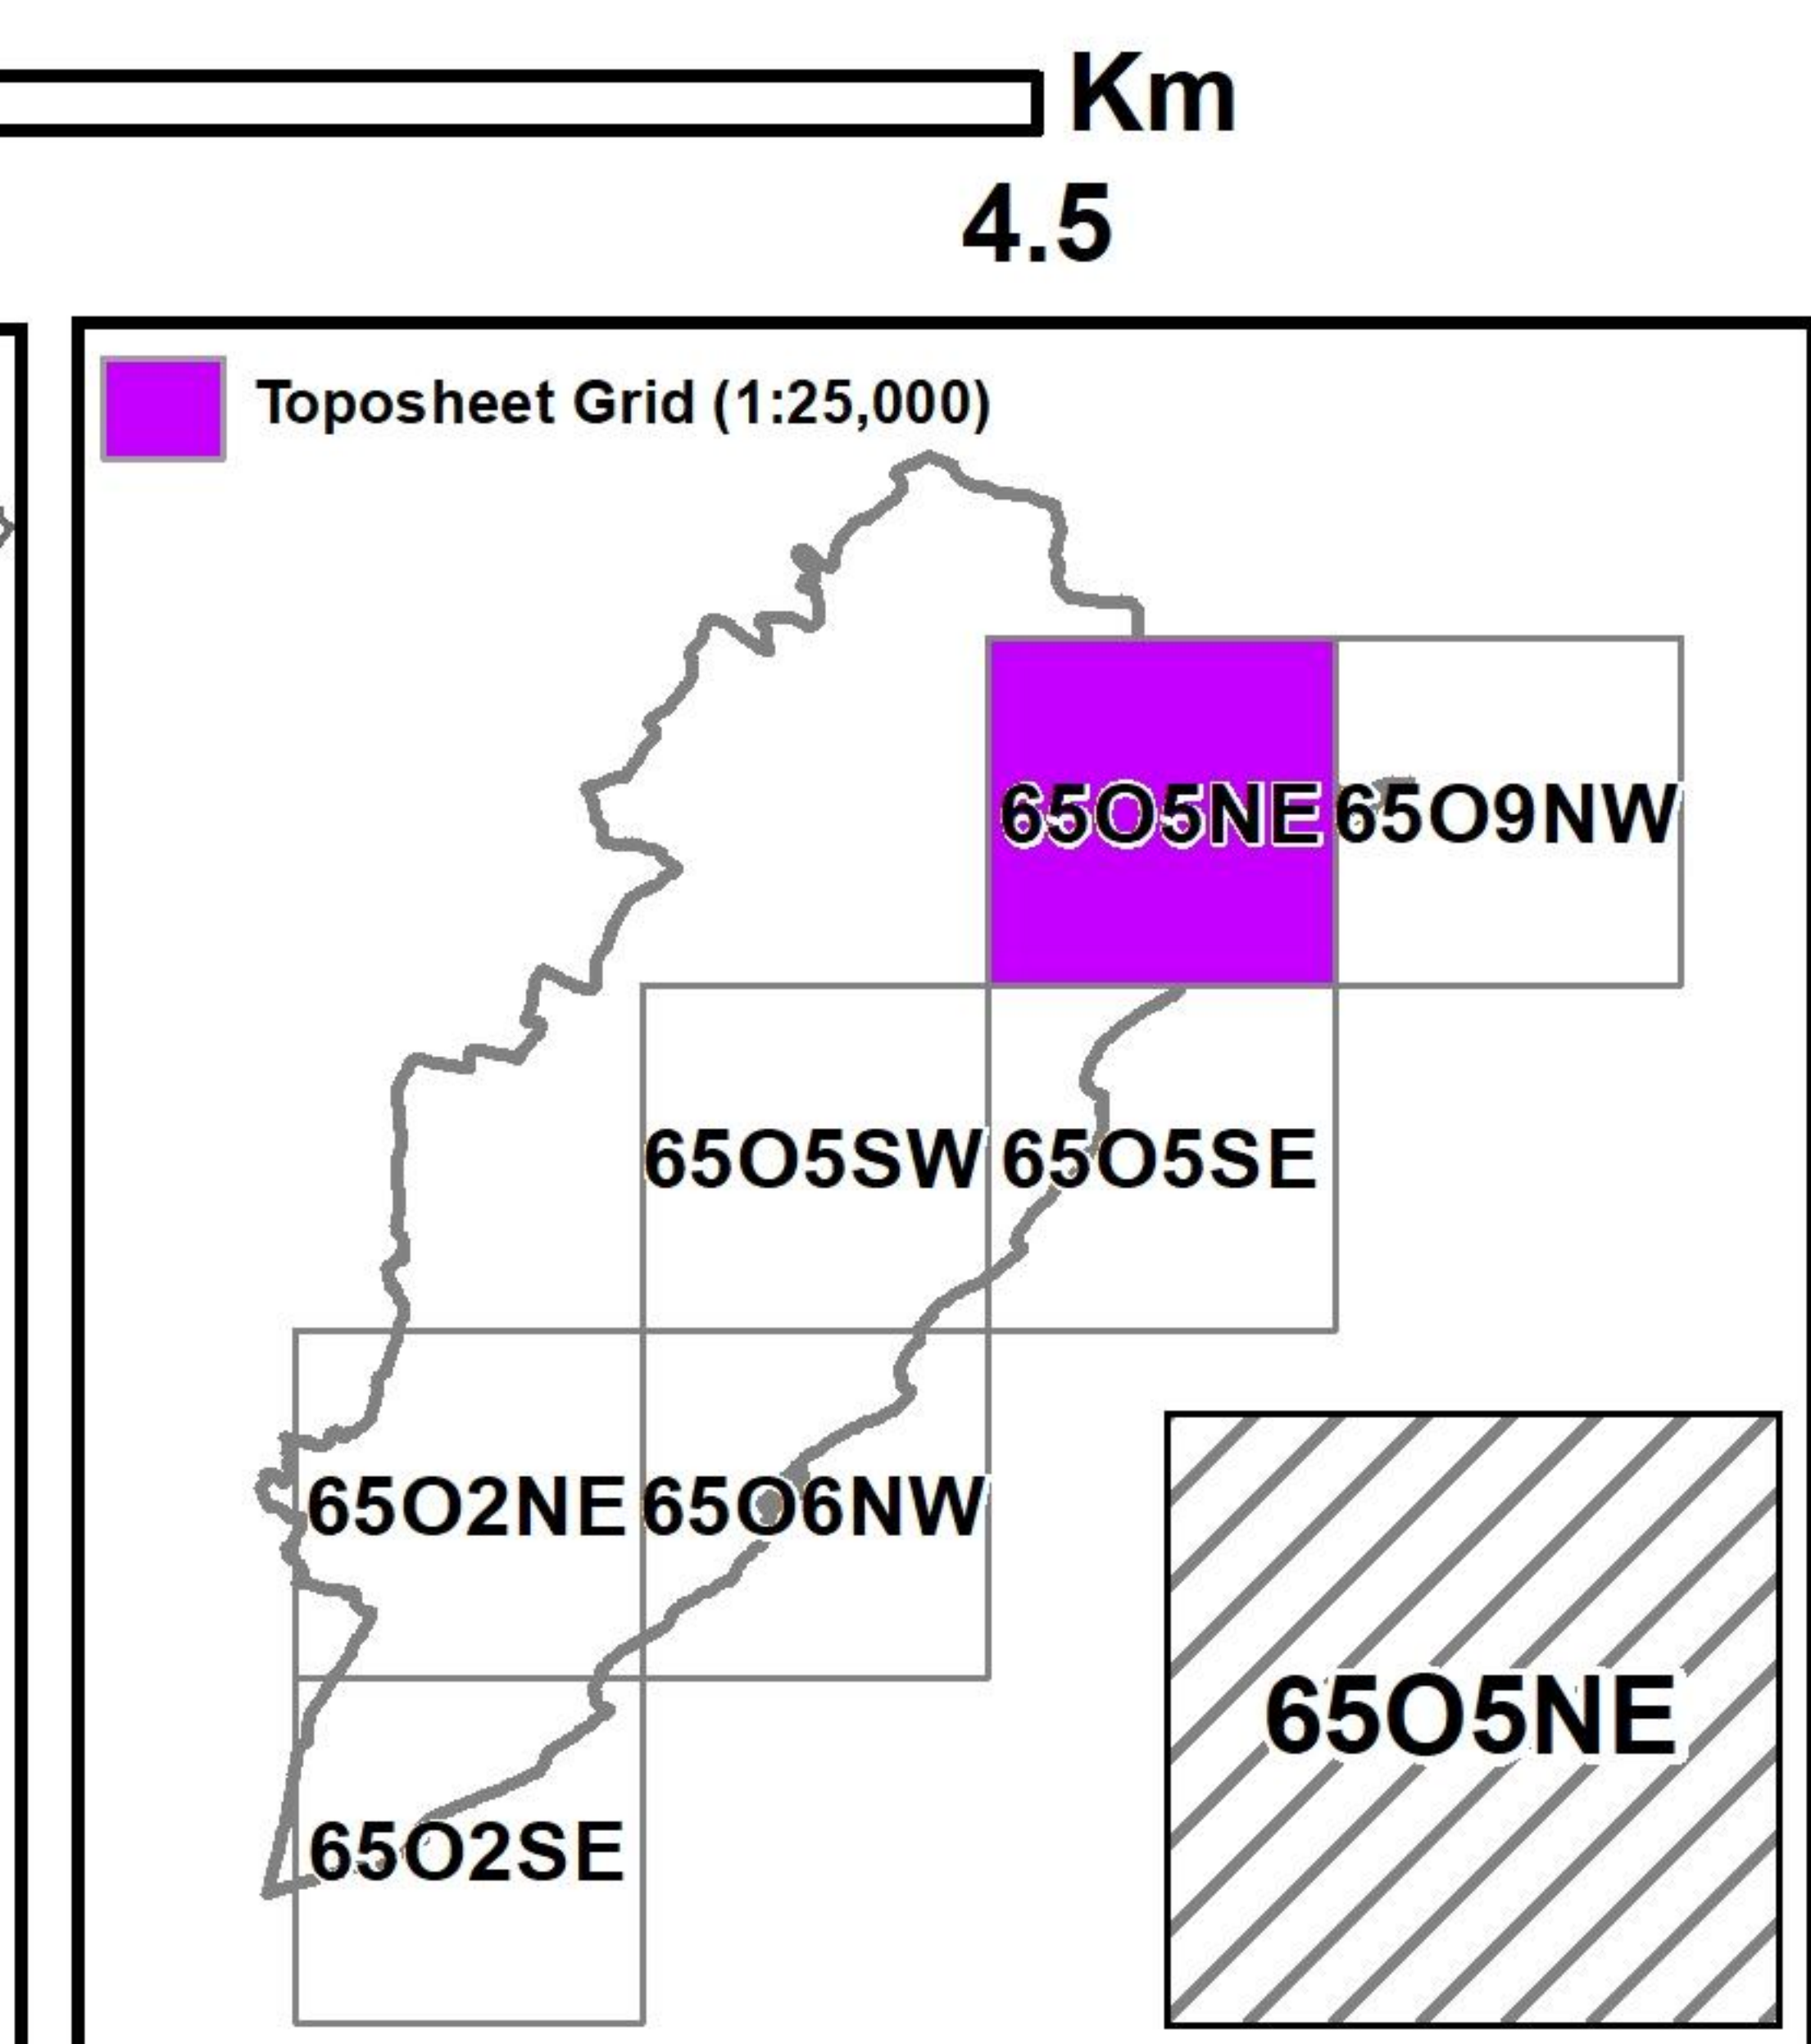 Km
4.5
Toposheet Grid (1:25,000)
65O5NE 65O9NW
65O5SW 65O5SE
65O2NE 65O6NW
65O5NE
65O2SE